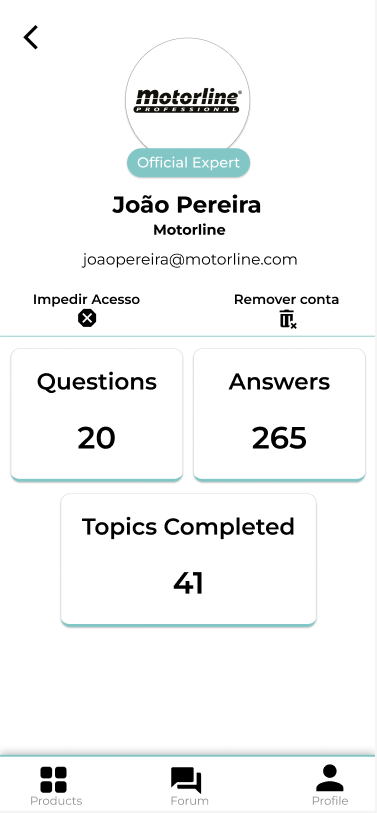 Motorline®
PROFESSIONAL
Official Expert
João Pereira
Motorline
joaopereira@motorline.com
Impedir Acesso
Remover conta
Questions
Answers
20
265
Topics Completed
41
Products
Forum
Profile